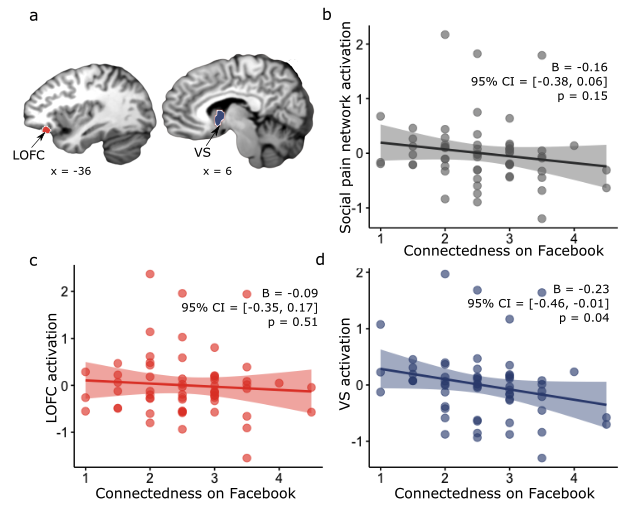 a
LOFC
x = -36
VS
x = 6
b
Social pain network activation
2
1
0
-1
B = -0.16
95% CI = [-0.38, 0.06]
p = 0.15
1
2
3
4
Connectedness on Facebook
c
LOFC activation
2
1
0
-1
B = -0.09
95% CI = [-0.35, 0.17]
p = 0.51
1
2
3
4
Connectedness on Facebook
d
VS activation
2
1
0
-1
B = -0.23
95% CI = [-0.46, -0.01]
p = 0.04
1
2
3
4
Connectedness on Facebook